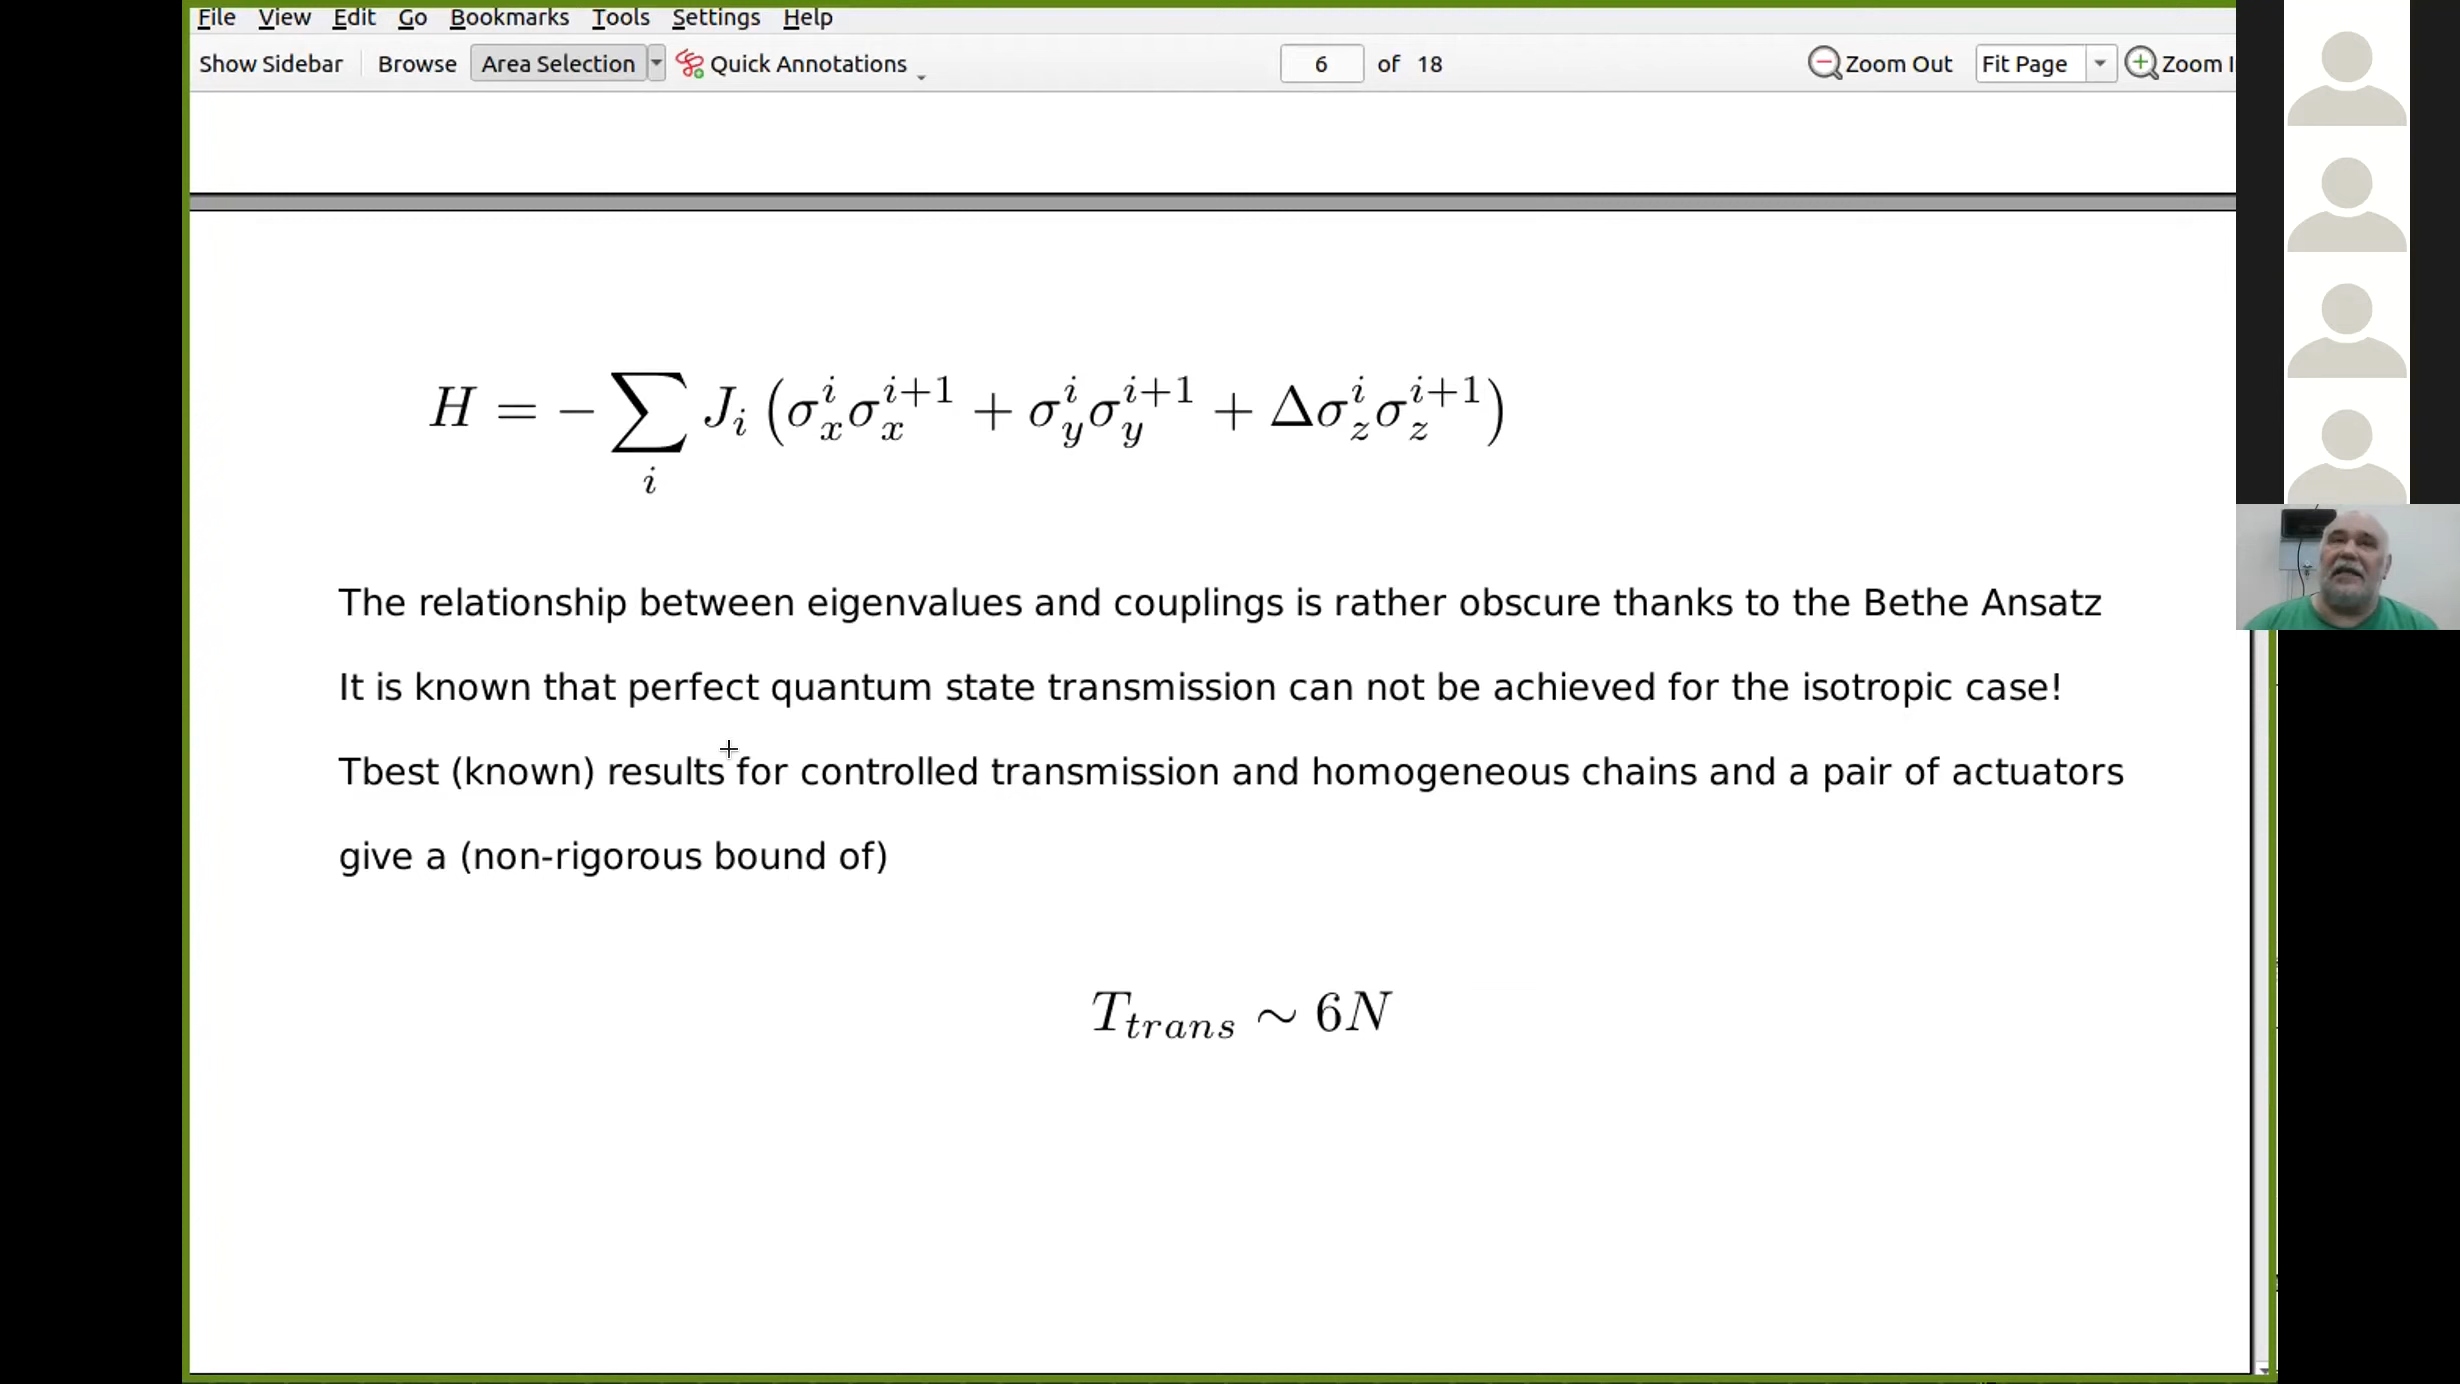 File View Edit Go Bookmarks Tools Settings Help
Show Sidebar Browse Area Selection Quick Annotations 6 of 18 Zoom Out Fit Page Zoom I
H = − ∑_i J_i (σ_x^i σ_x^{i+1} + σ_y^i σ_y^{i+1} + Δσ_z^i σ_z^{i+1})
The relationship between eigenvalues and couplings is rather obscure thanks to the Bethe Ansatz
It is known that perfect quantum state transmission can not be achieved for the isotropic case!
Tbest (known) results for controlled transmission and homogeneous chains and a pair of actuators
give a (non-rigorous bound of)
T_{trans} ∼ 6N